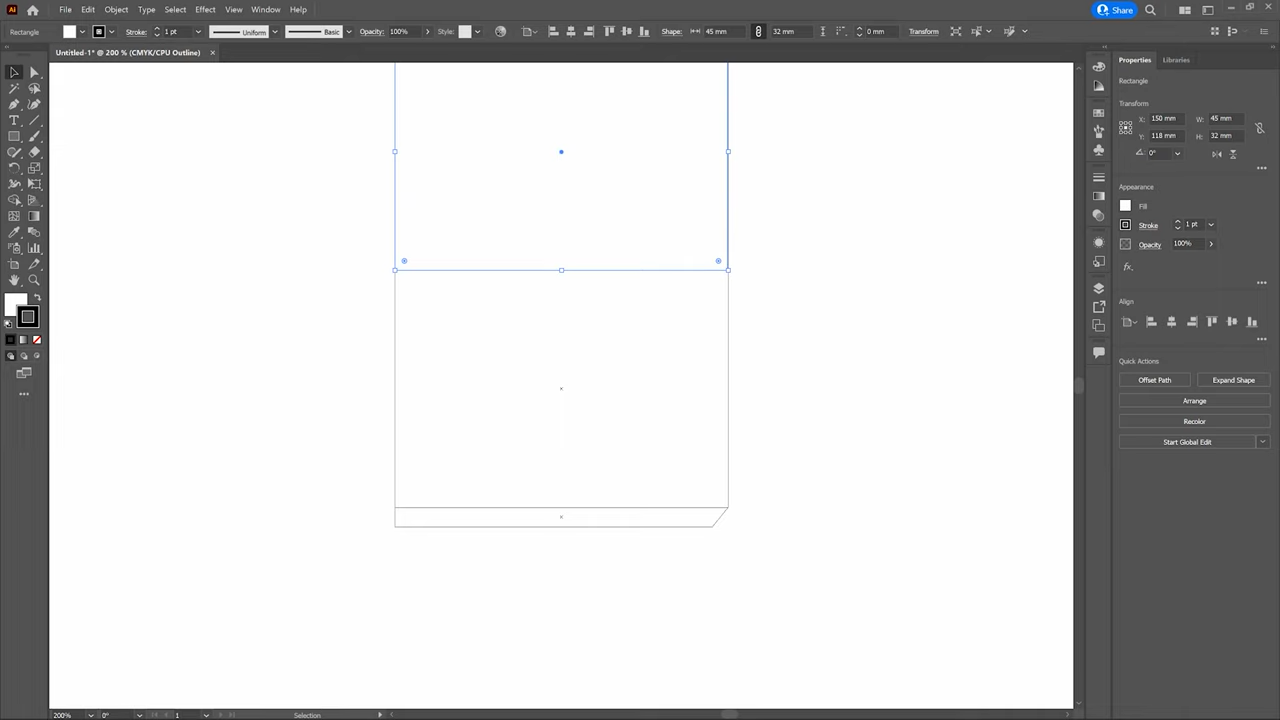 Ai File Edit Object Type Select Effect View Window Help Share
Rectangle Stroke: 1 pt Uniform Basic Opacity: 100% Style: Shape: 45 mm 32 mm 0 mm Transform
Untitled-1* @ 200 % (CMYK/CPU Outline) ×
Properties Libraries
Rectangle
Transform
X: 150 mm W: 45 mm
Y: 118 mm H: 32 mm
0°
Appearance
Fill
Stroke 1 pt
Opacity 100%
fx.
Align
Quick Actions
Offset Path Expand Shape
Arrange
Recolor
Start Global Edit
200% 0° 1 Selection